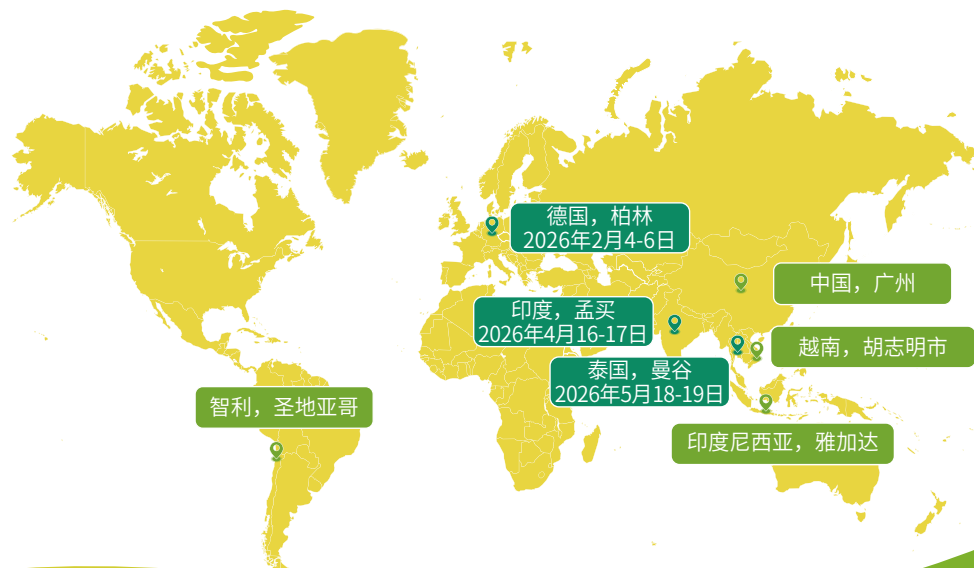 德国，柏林
2026年2月4-6日
中国，广州
印度，孟买
2026年4月16-17日
越南，胡志明市
泰国，曼谷
2026年5月18-19日
智利，圣地亚哥
印度尼西亚，雅加达